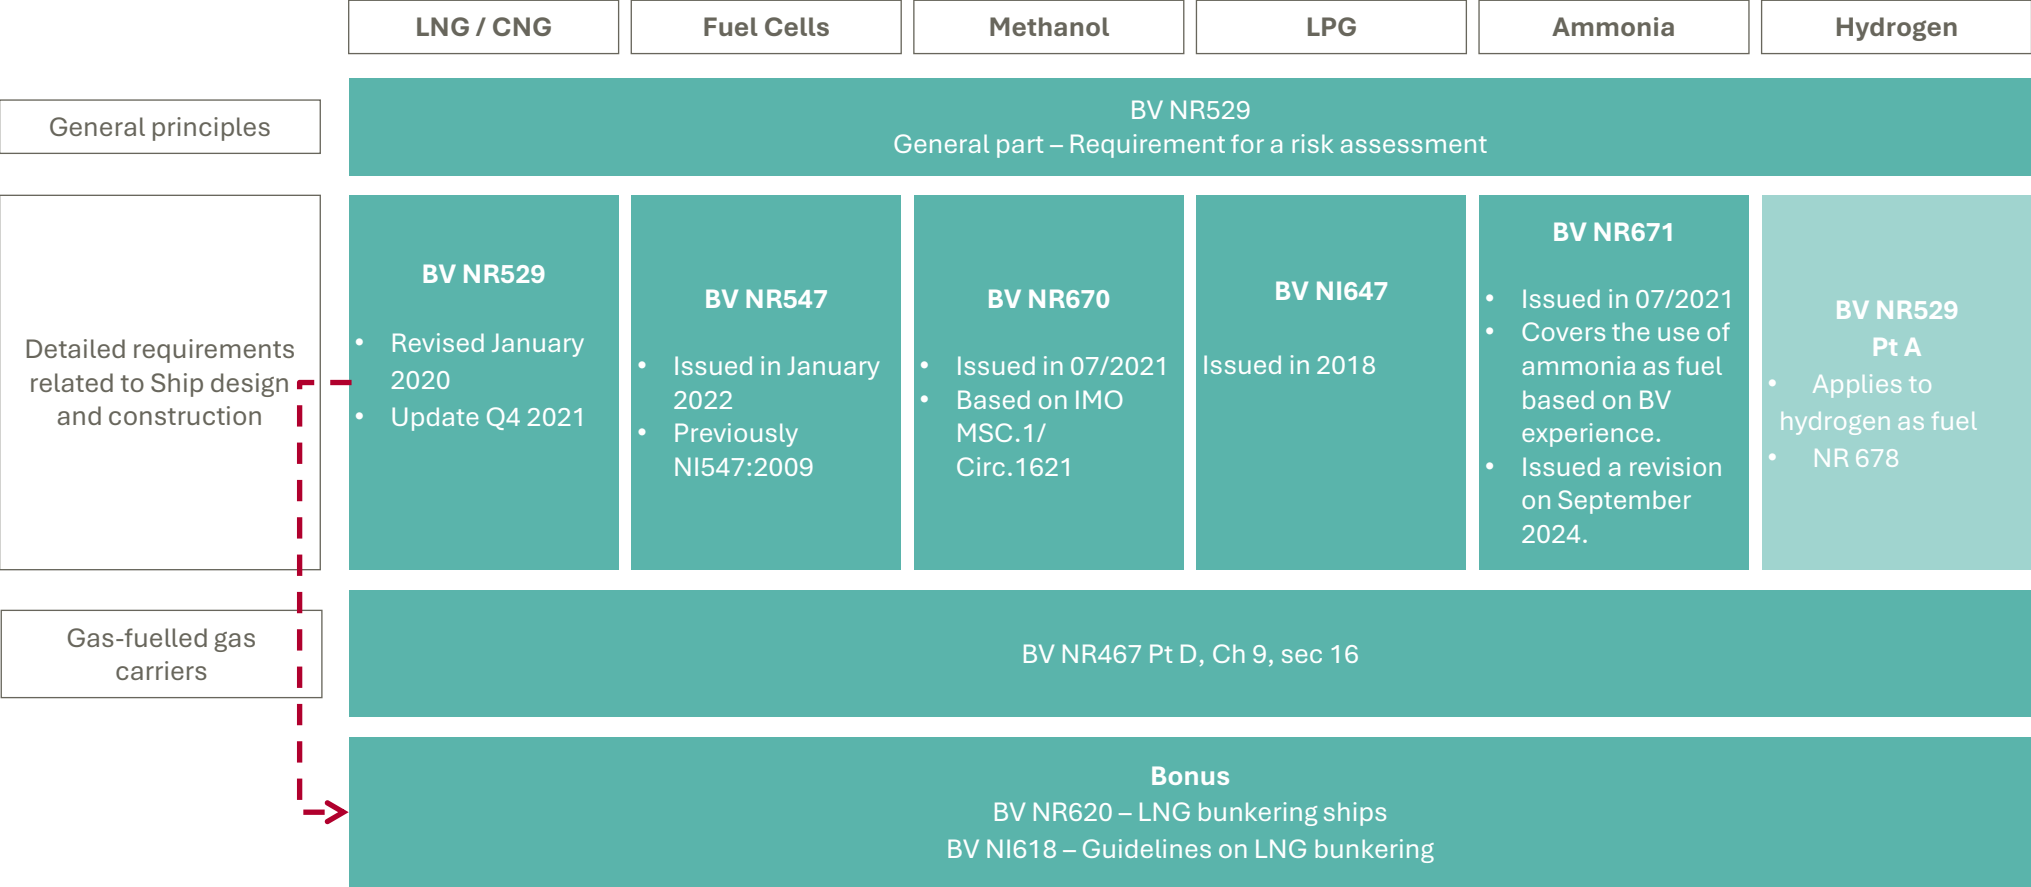 LNG / CNG
Fuel Cells
Methanol
LPG
Ammonia
Hydrogen
General principles
BV NR529
General part – Requirement for a risk assessment
Detailed requirements
related to Ship design
and construction
BV NR529
• Revised January
2020
• Update Q4 2021
BV NR547
• Issued in January
2022
• Previously
NI547:2009
BV NR670
• Issued in 07/2021
• Based on IMO
MSC.1/
Circ.1621
BV NI647
Issued in 2018
BV NR671
• Issued in 07/2021
• Covers the use of
ammonia as fuel
based on BV
experience.
• Issued a revision
on September
2024.
BV NR529
Pt A
• Applies to
hydrogen as fuel
• NR 678
Gas-fuelled gas
carriers
BV NR467 Pt D, Ch 9, sec 16
Bonus
BV NR620 – LNG bunkering ships
BV NI618 – Guidelines on LNG bunkering